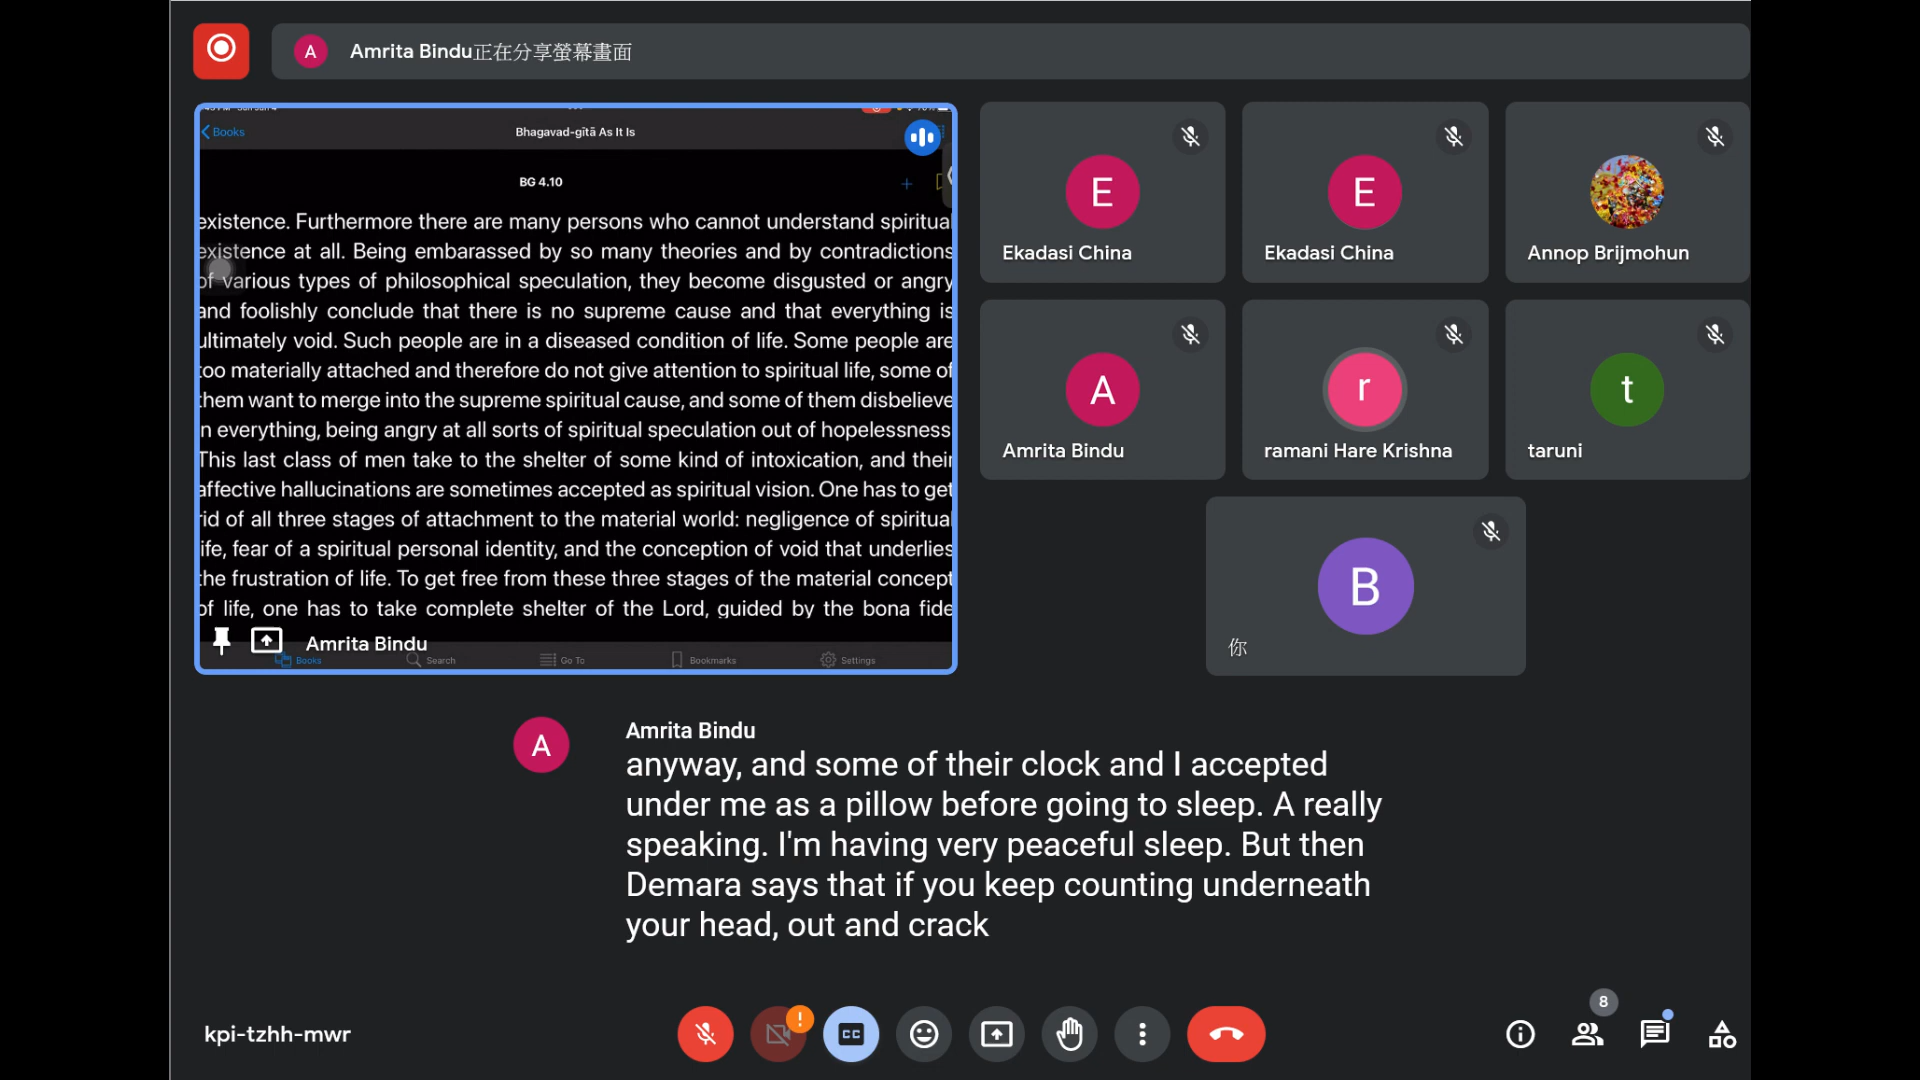 A Amrita Bindu正在分享螢幕畫面
Books
Bhagavad-gītā As It Is
BG 4.10
existence. Furthermore there are many persons who cannot understand spiritual
existence at all. Being embarassed by so many theories and by contradictions
of various types of philosophical speculation, they become disgusted or angry
and foolishly conclude that there is no supreme cause and that everything is
ultimately void. Such people are in a diseased condition of life. Some people are
too materially attached and therefore do not give attention to spiritual life, some of
them want to merge into the supreme spiritual cause, and some of them disbelieve
in everything, being angry at all sorts of spiritual speculation out of hopelessness
This last class of men take to the shelter of some kind of intoxication, and their
affective hallucinations are sometimes accepted as spiritual vision. One has to get
rid of all three stages of attachment to the material world: negligence of spiritual
life, fear of a spiritual personal identity, and the conception of void that underlies
the frustration of life. To get free from these three stages of the material concept
of life, one has to take complete shelter of the Lord, guided by the bona fide
Amrita Bindu
Books Search Go To Bookmarks Settings
E E
Ekadasi China Ekadasi China Annop Brijmohun
A r t
Amrita Bindu ramani Hare Krishna taruni
B
你
A Amrita Bindu
anyway, and some of their clock and I accepted
under me as a pillow before going to sleep. A really
speaking. I'm having very peaceful sleep. But then
Demara says that if you keep counting underneath
your head, out and crack
kpi-tzhh-mwr ! CC 8